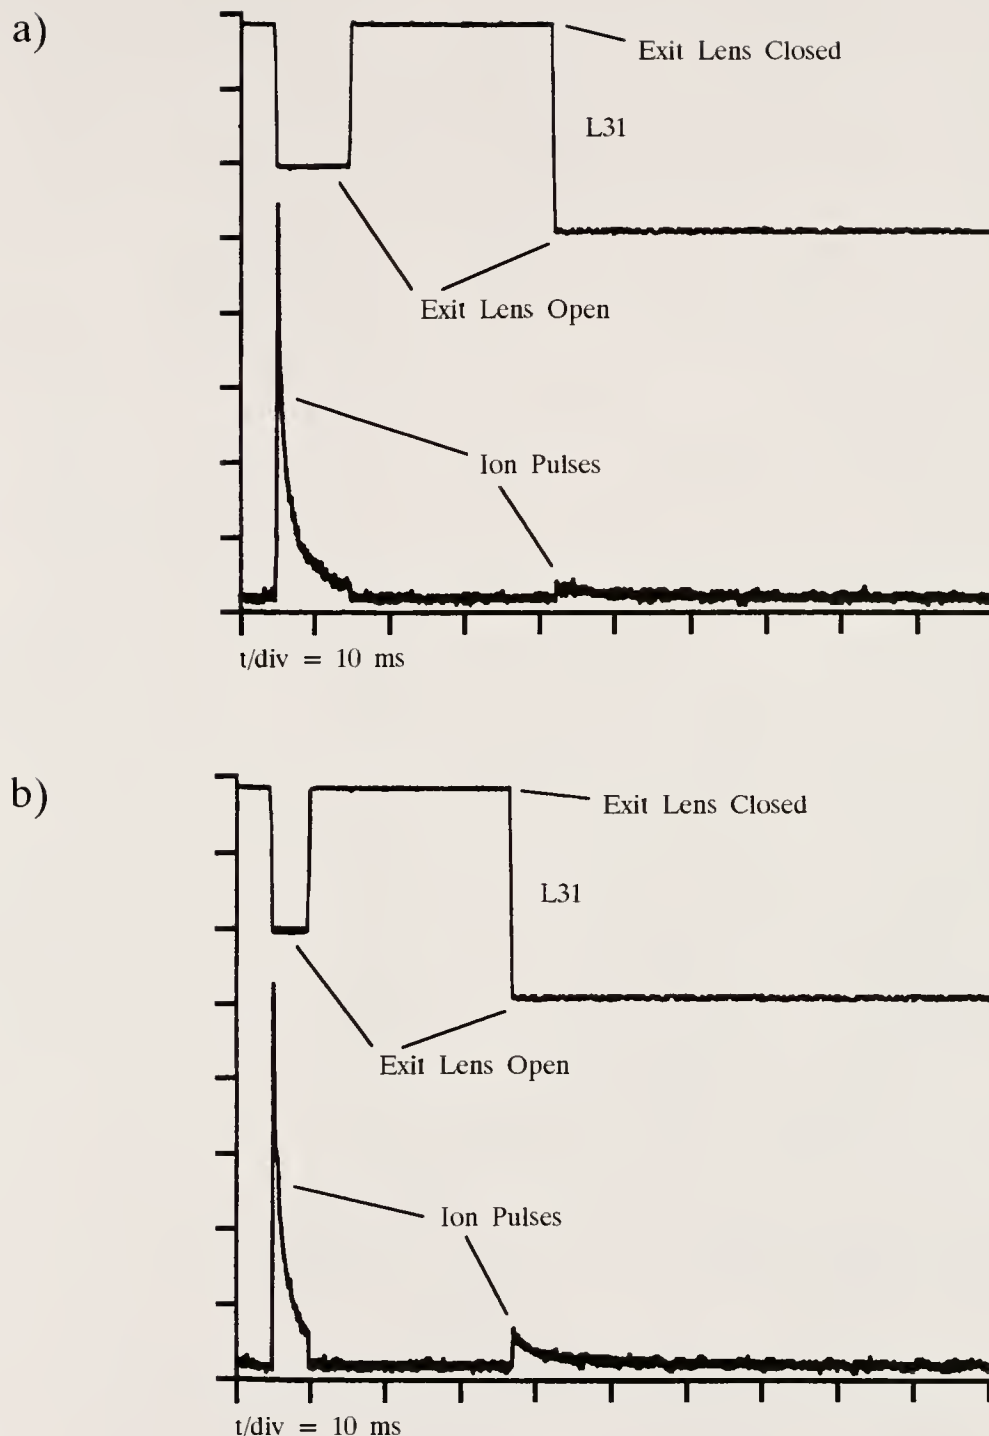 a)
Exit Lens Closed
L31
Exit Lens Open
Ion Pulses
t/div = 10 ms
b)
Exit Lens Closed
L31
Exit Lens Open
Ion Pulses
t/div = 10 ms